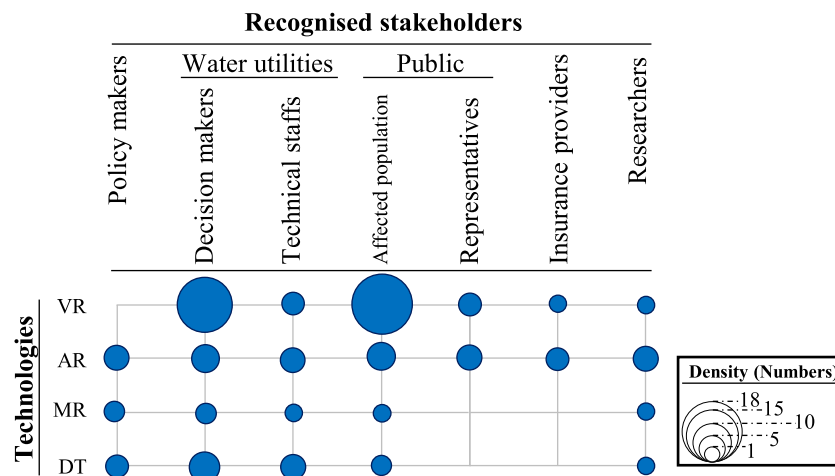 Recognised stakeholders
Water utilities
Public
Policy makers
Decision makers
Technical staffs
Affected population
Representatives
Insurance providers
Researchers
Technologies
VR
AR
MR
DT
Density (Numbers)
18
15
10
5
1